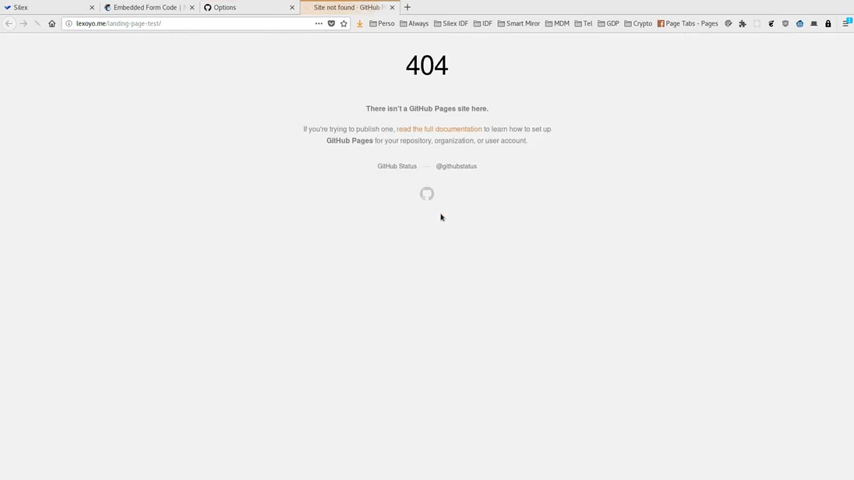 Silex
Embedded Form Code |
Options
Site not found · GitHub P
lexoyo.me/landing-page-test/
Perso
Always
Silex IDF
IDF
Smart Miror
MDM
Tel
GDP
Crypto
Page Tabs - Pages
404
There isn't a GitHub Pages site here.
If you're trying to publish one, read the full documentation to learn how to set up
GitHub Pages for your repository, organization, or user account.
GitHub Status — @githubstatus